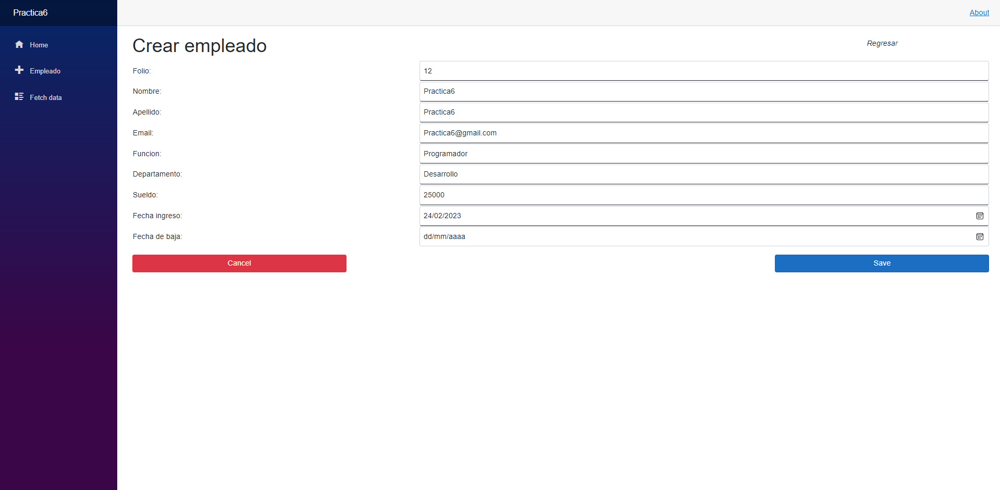 Practica6
About
Home
Empleado
Fetch data
Crear empleado
Regresar
Folio: 12
Nombre: Practica6
Apellido: Practica6
Email: Practica6@gmail.com
Funcion: Programador
Departamento: Desarrollo
Sueldo: 25000
Fecha ingreso: 24/02/2023
Fecha de baja: dd/mm/aaaa
Cancel Save